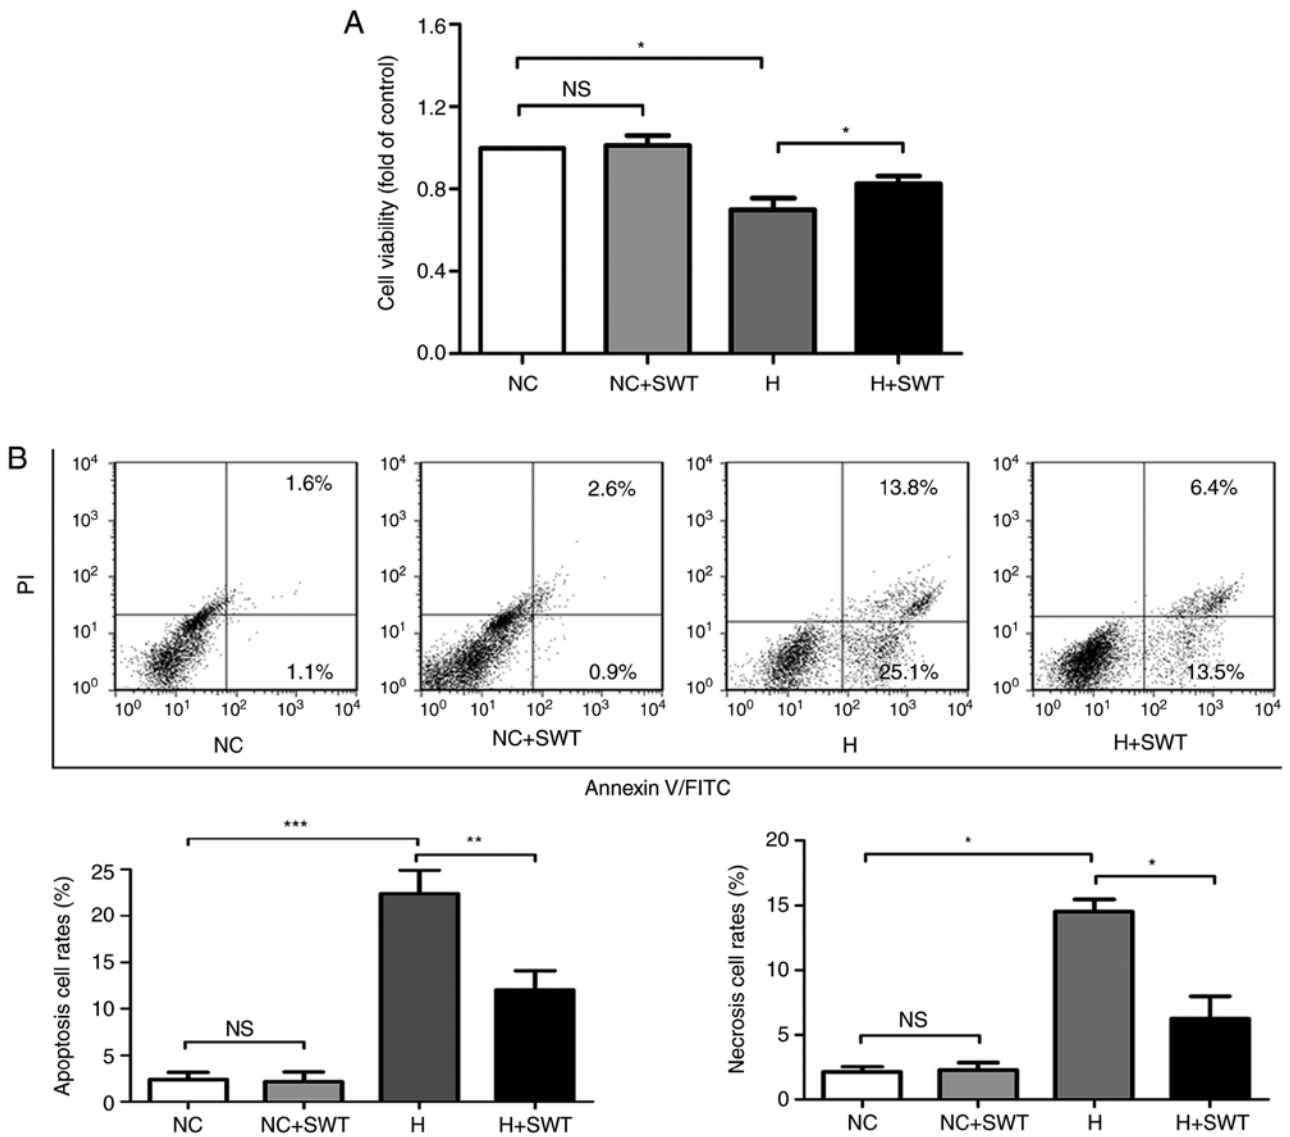 A
Cell viability (fold of control)
1.6
1.2
0.8
0.4
0.0
*
NS
*
NC NC+SWT H H+SWT
B
PI
10⁴ 10³ 10² 10¹ 10⁰
1.6%
1.1%
10⁰ 10¹ 10² 10³ 10⁴
NC
10⁴ 10³ 10² 10¹ 10⁰
2.6%
0.9%
10⁰ 10¹ 10² 10³ 10⁴
NC+SWT
10⁴ 10³ 10² 10¹ 10⁰
13.8%
25.1%
10⁰ 10¹ 10² 10³ 10⁴
H
10⁴ 10³ 10² 10¹ 10⁰
6.4%
13.5%
10⁰ 10¹ 10² 10³ 10⁴
H+SWT
Annexin V/FITC
Apoptosis cell rates (%)
25
20
15
10
5
0
***
**
NS
NC NC+SWT H H+SWT
Necrosis cell rates (%)
20
15
10
5
0
*
*
NS
NC NC+SWT H H+SWT